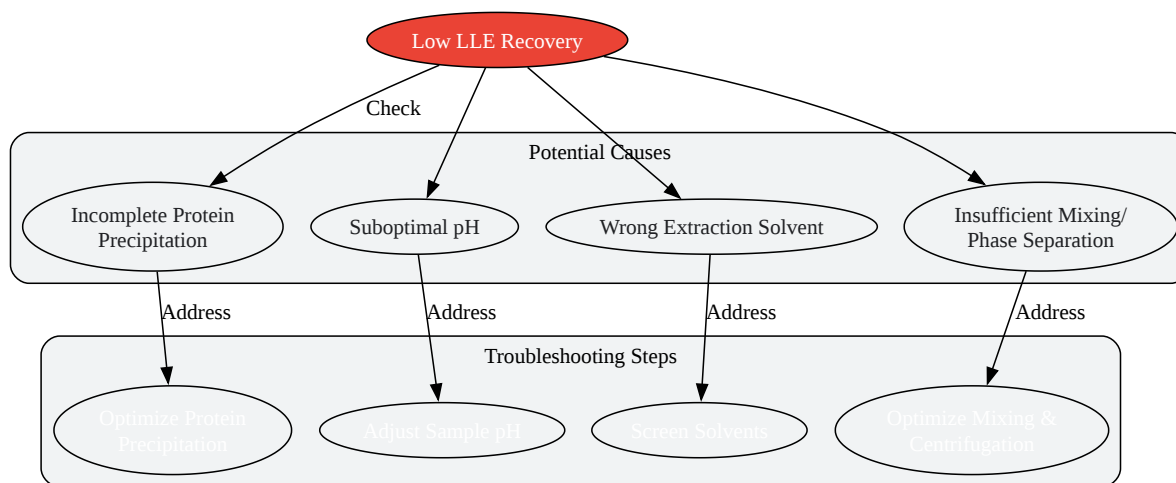 Low LLE Recovery
Check
Potential Causes
Incomplete Protein
Precipitation
Suboptimal pH
Wrong Extraction Solvent
Insufficient Mixing/
Phase Separation
Address
Address
Address
Address
Troubleshooting Steps
Optimize Protein
Precipitation
Adjust Sample pH
Screen Solvents
Optimize Mixing &
Centrifugation